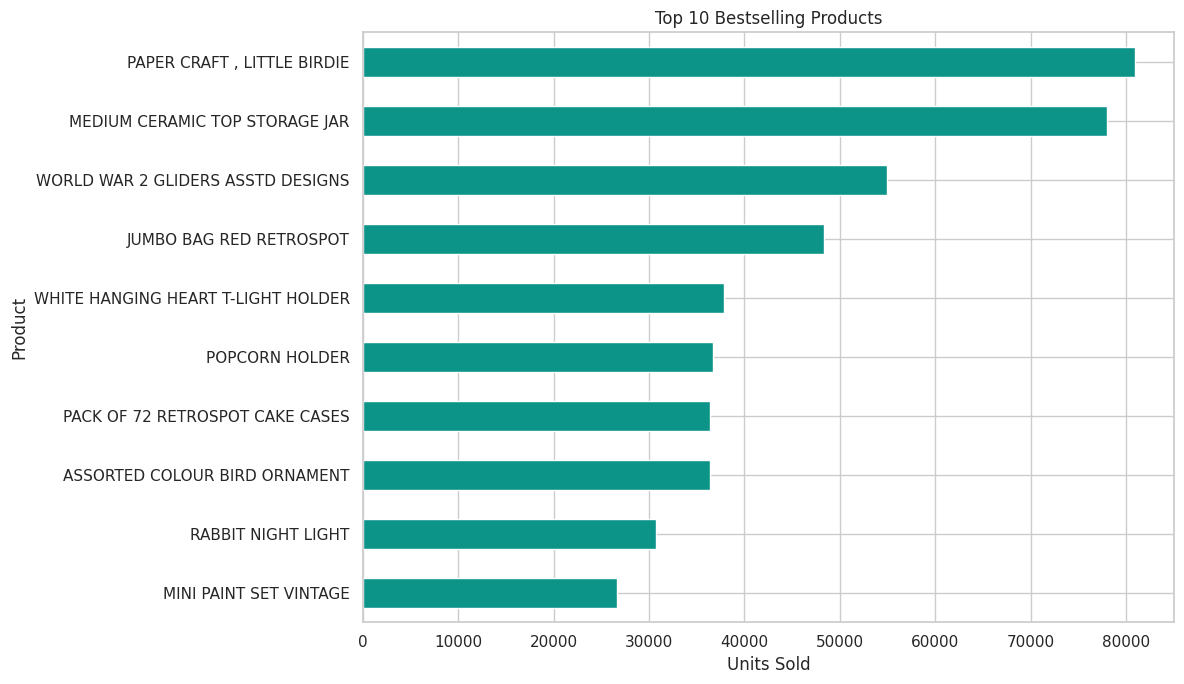 Top 10 Bestselling Products
PAPER CRAFT , LITTLE BIRDIE
MEDIUM CERAMIC TOP STORAGE JAR
WORLD WAR 2 GLIDERS ASSTD DESIGNS
JUMBO BAG RED RETROSPOT
WHITE HANGING HEART T-LIGHT HOLDER
POPCORN HOLDER
PACK OF 72 RETROSPOT CAKE CASES
ASSORTED COLOUR BIRD ORNAMENT
RABBIT NIGHT LIGHT
MINI PAINT SET VINTAGE
Product
0 10000 20000 30000 40000 50000 60000 70000 80000
Units Sold